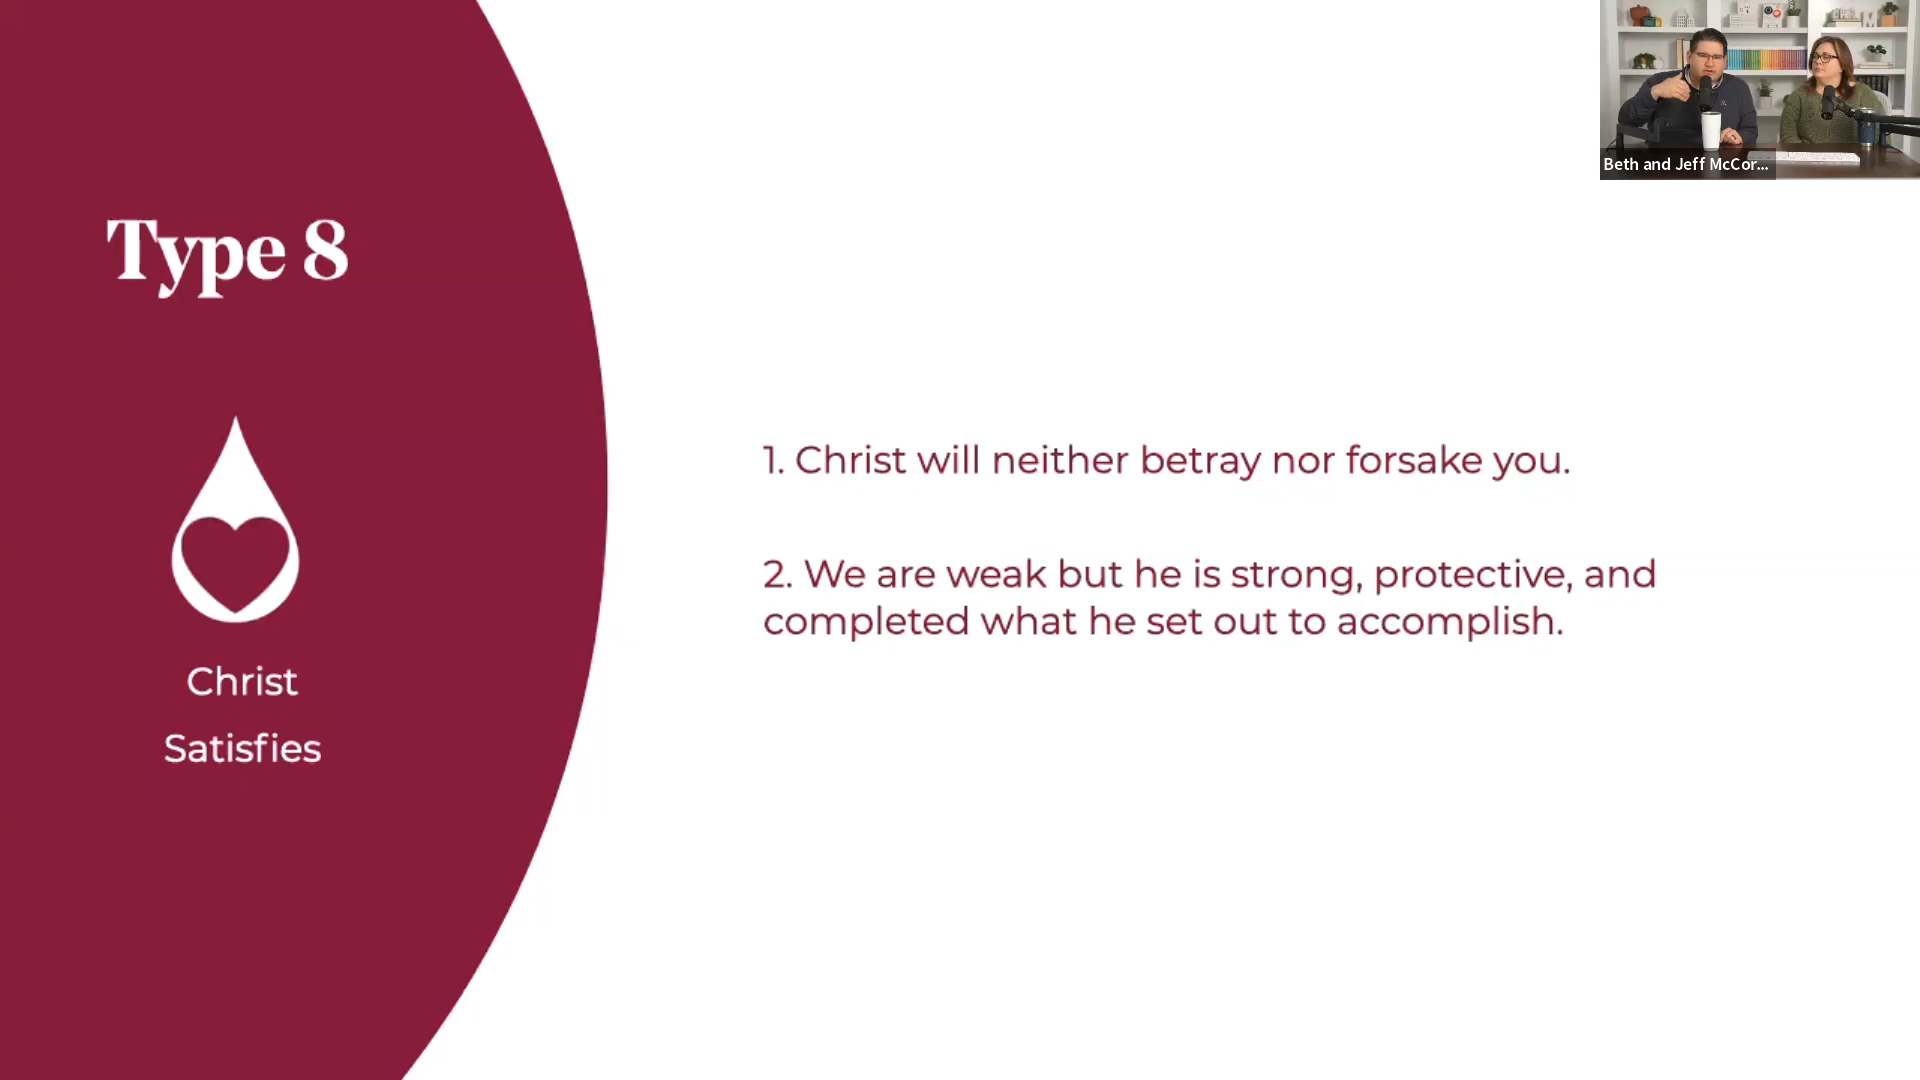 Type 8
Christ
Satisfies
1. Christ will neither betray nor forsake you.
2. We are weak but he is strong, protective, and
completed what he set out to accomplish.
Beth and Jeff McCor...